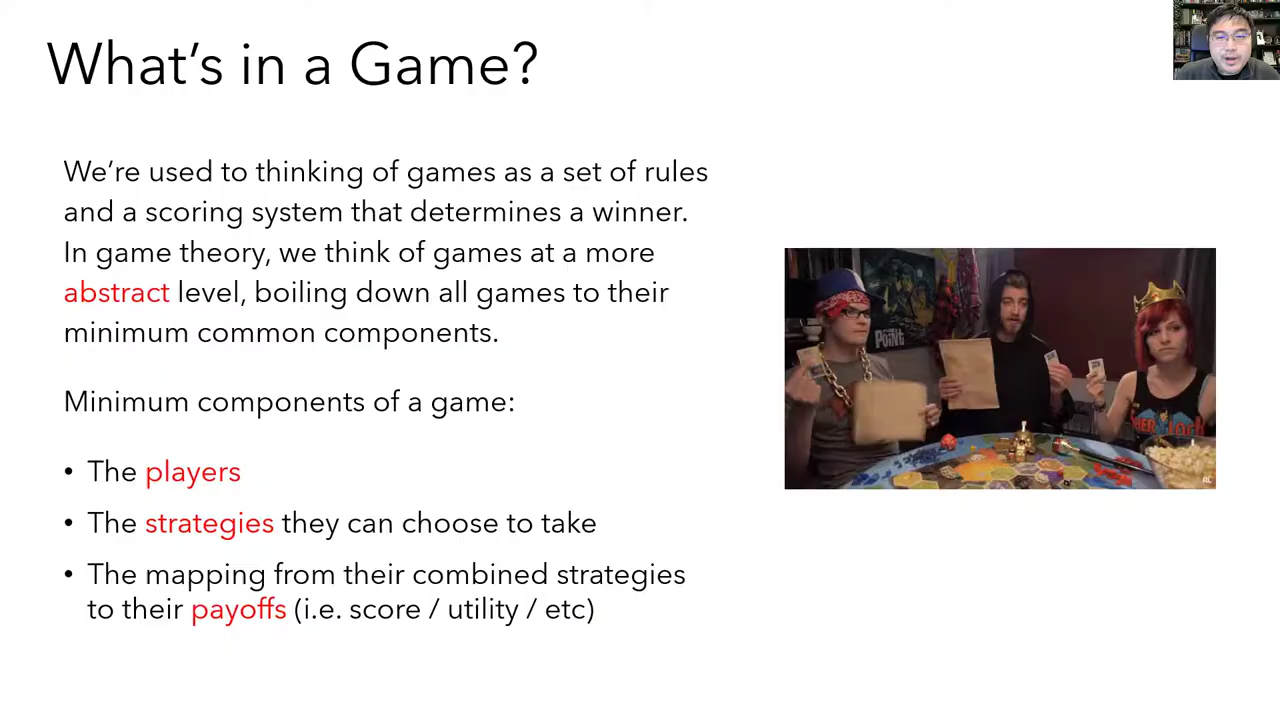 What's in a Game?
We're used to thinking of games as a set of rules
and a scoring system that determines a winner.
In game theory, we think of games at a more
abstract level, boiling down all games to their
minimum common components.
Minimum components of a game:
• The players
• The strategies they can choose to take
• The mapping from their combined strategies
to their payoffs (i.e. score / utility / etc)
POINT